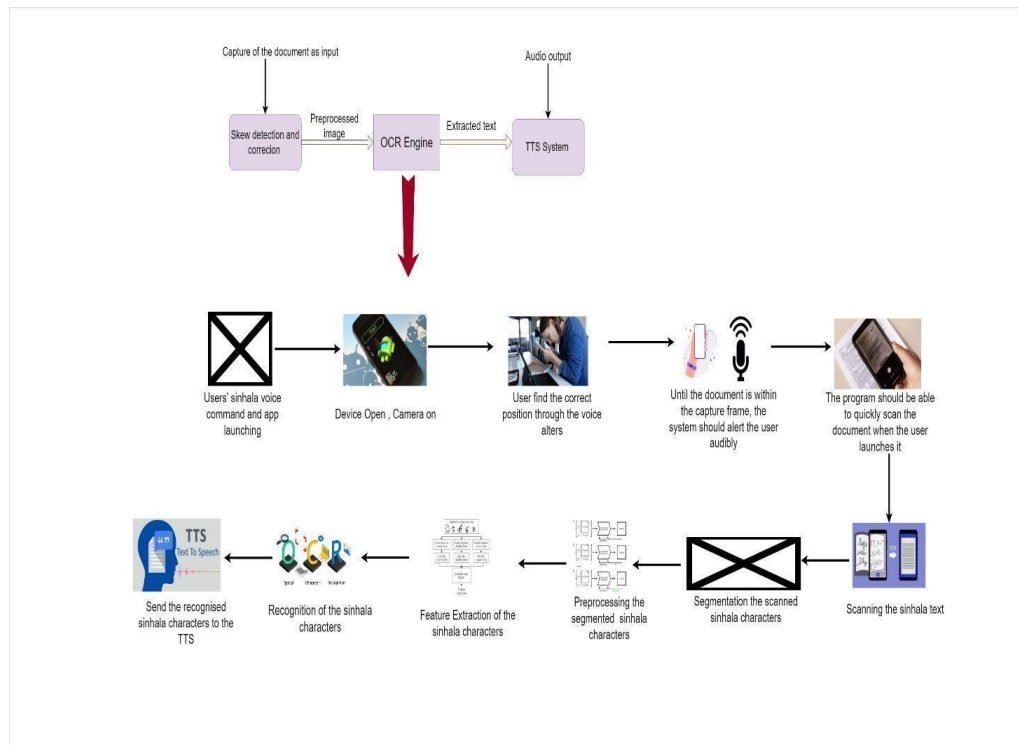 Capture of the document as input
Audio output
Skew detection and
correcion
Preprocessed
image
OCR Engine
Extracted text
TTS System
Users' sinhala voice
command and app
launching
Device Open , Camera on
User find the correct
position through the voice
alters
Until the document is within
the capture frame, the
system should alert the user
audibly
The program should be able
to quickly scan the
document when the user
launches it
TTS
Text To Speech
Send the recognised
sinhala characters to the
TTS
O C R
Optical Character Recognition
Recognition of the sinhala
characters
Feature Extraction of the
sinhala characters
Preprocessing the
segmented sinhala
characters
Segmentation the scanned
sinhala characters
Scanning the sinhala text